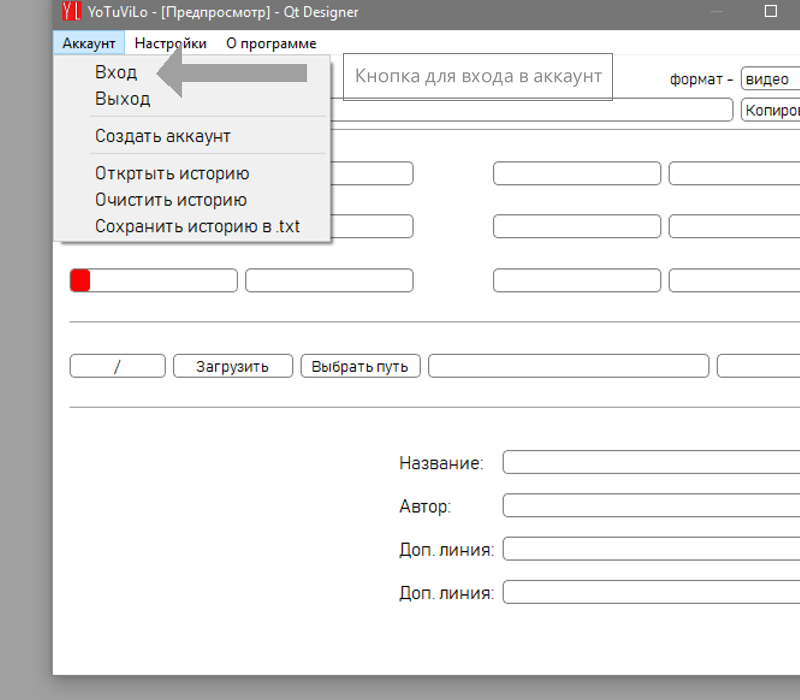 YL YoTuViLo - [Предпросмотр] - Qt Designer
Аккаунт Настройки О программе
Вход
Кнопка для входа в аккаунт
формат - видео
Выход
Копиров
Создать аккаунт
Откртыть историю
Очистить историю
Сохранить историю в .txt
/ Загрузить Выбрать путь
Название:
Автор:
Доп. линия:
Доп. линия: